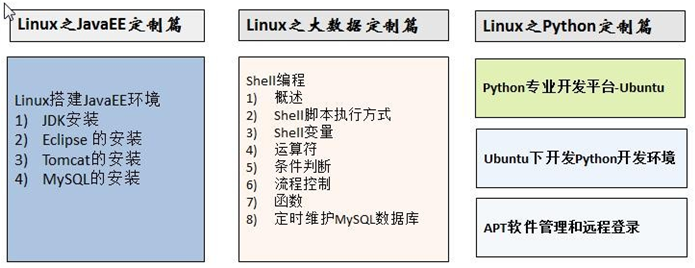 Linux之JavaEE定制篇
Linux搭建JavaEE环境
1) JDK安装
2) Eclipse 的安装
3) Tomcat的安装
4) MySQL的安装
Linux之大数据定制篇
Shell编程
1) 概述
2) Shell脚本执行方式
3) Shell变量
4) 运算符
5) 条件判断
6) 流程控制
7) 函数
8) 定时维护MySQL数据库
Linux之Python定制篇
Python专业开发平台-Ubuntu
Ubuntu下开发Python开发环境
APT软件管理和远程登录